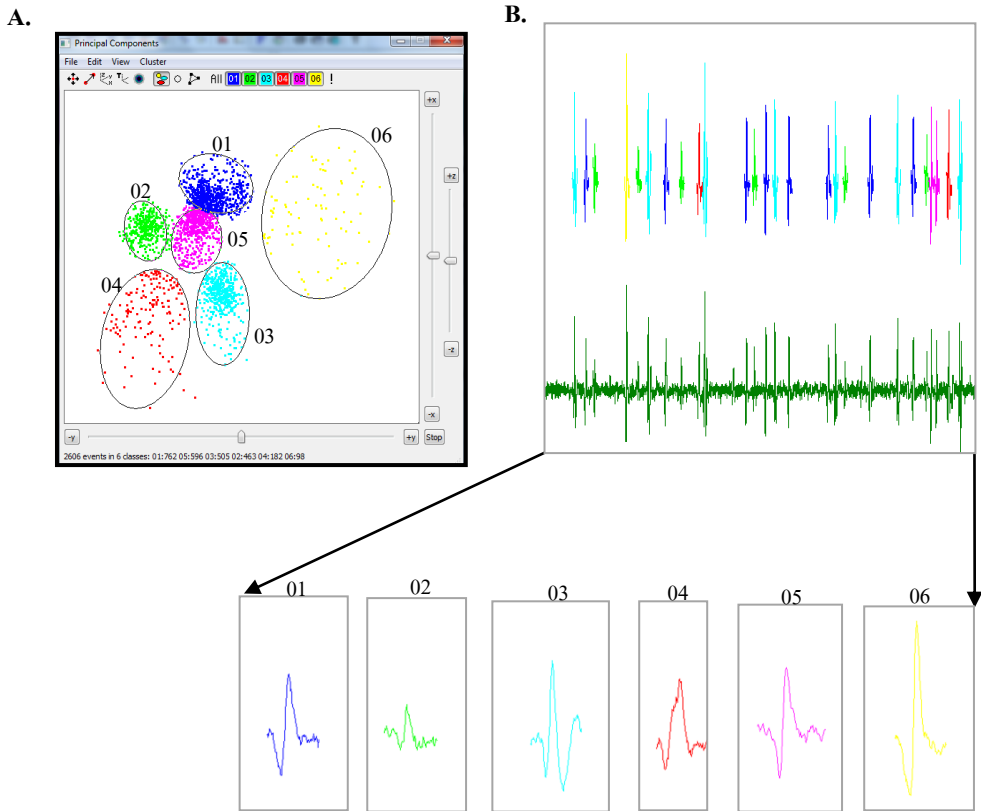 A.
B.
Principal Components
File Edit View Cluster
All 01 02 03 04 05 06 !
+x
+z
-z
-x
-y
+y
Stop
01
06
02
05
04
03
2606 events in 6 classes: 01:762 05:596 03:505 02:463 04:182 06:98
01
02
03
04
05
06